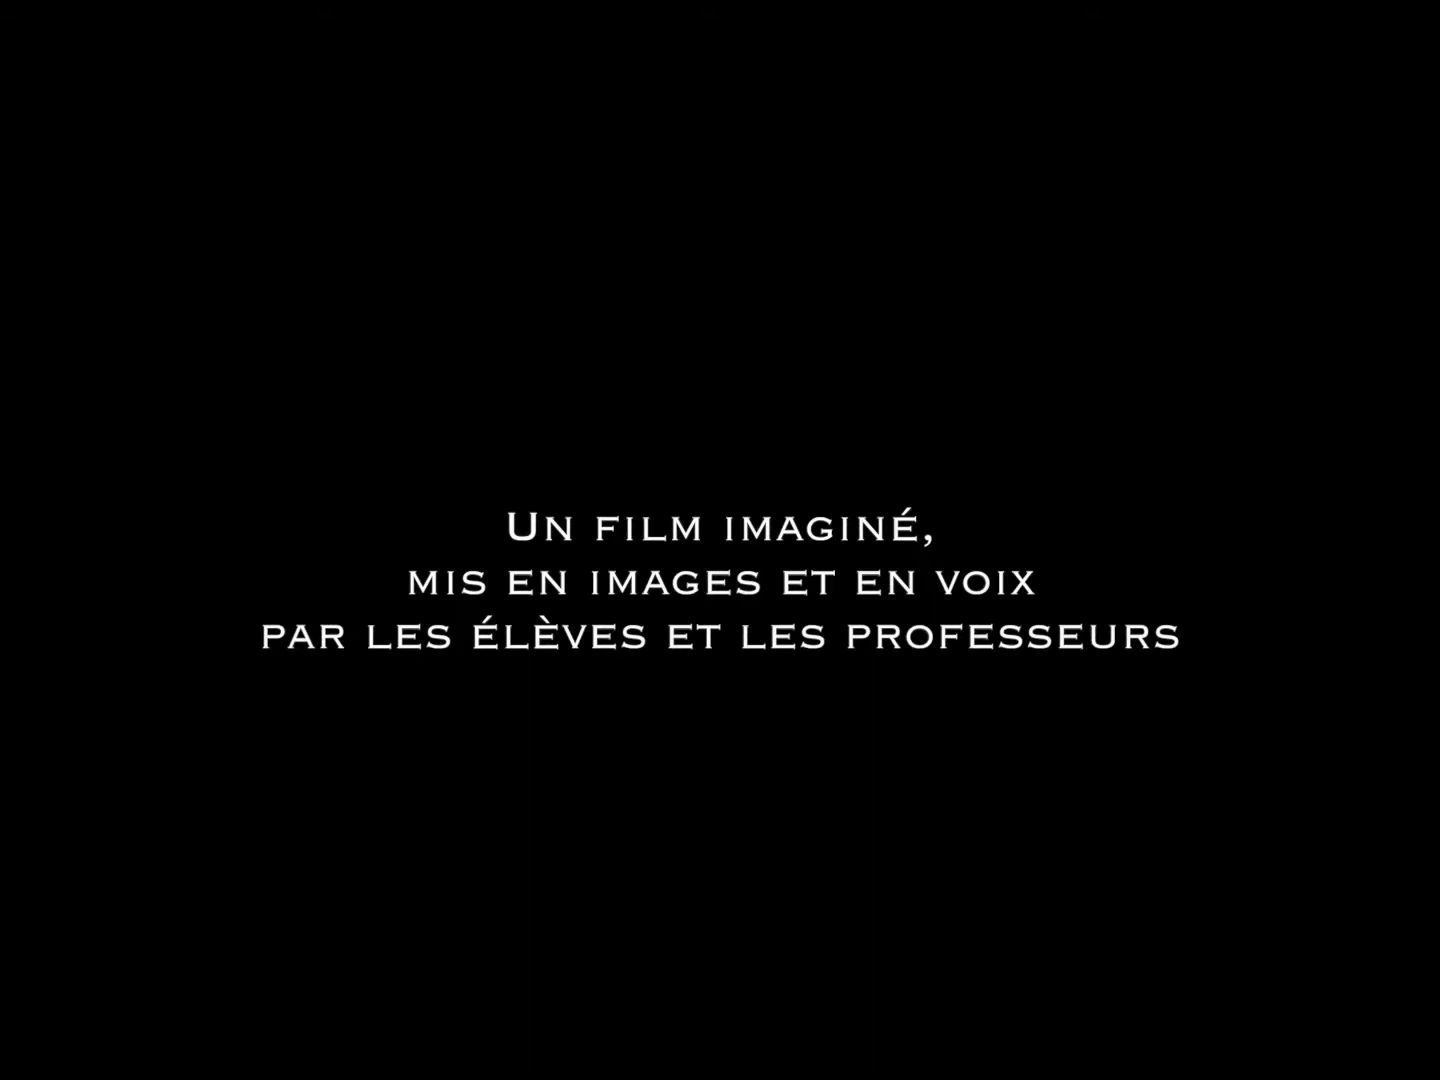 Un film imaginé,
mis en images et en voix
par les élèves et les professeurs